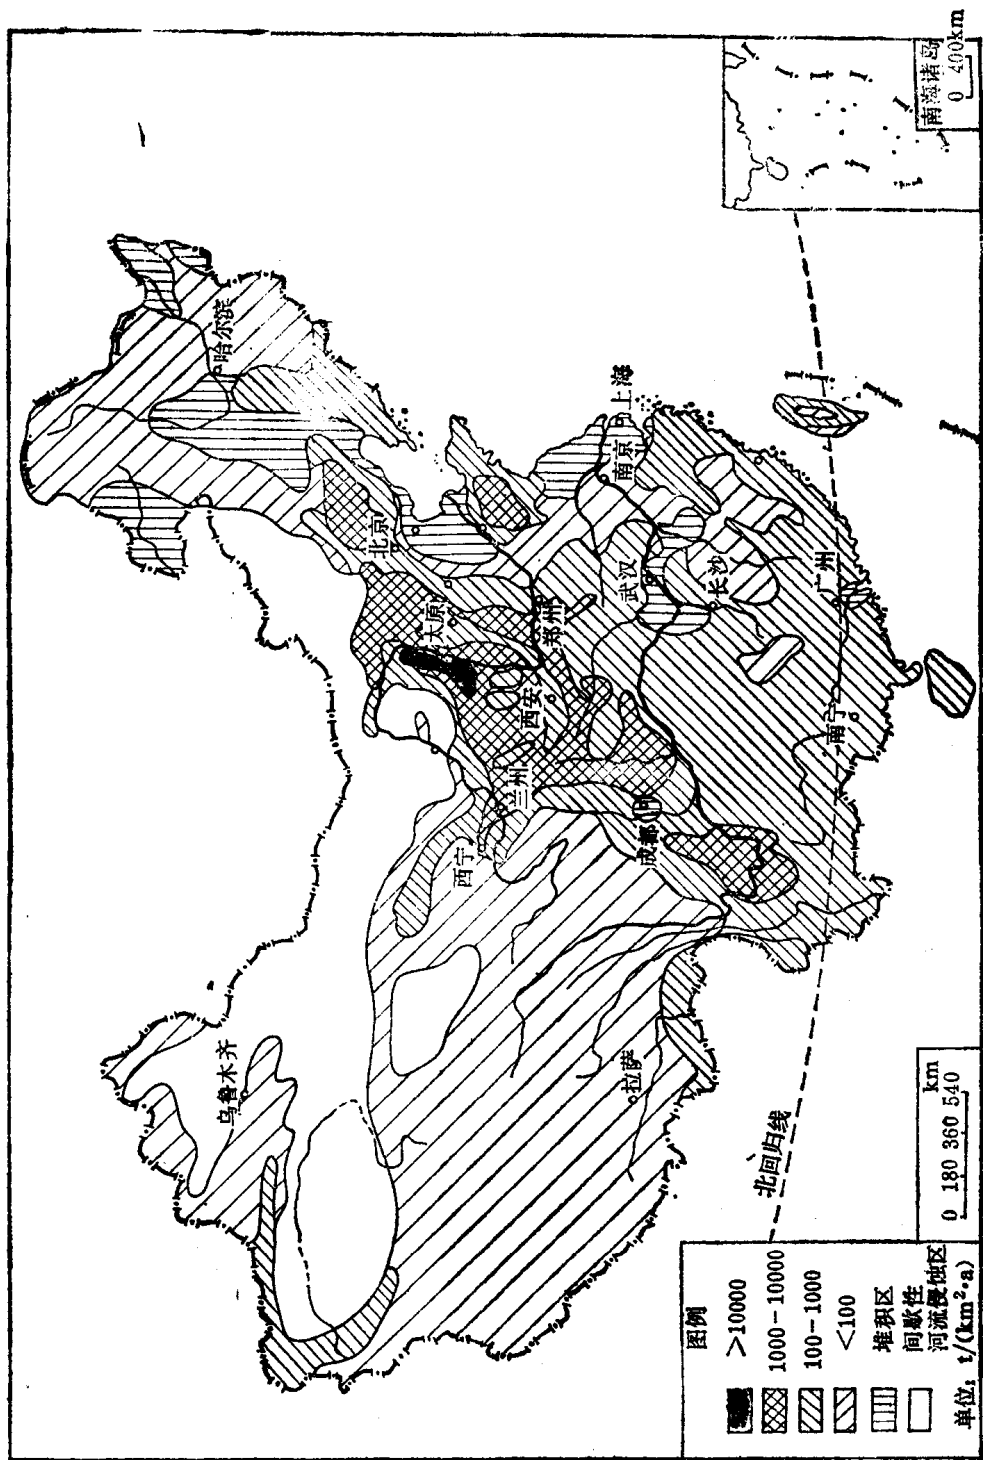 哈尔滨
乌鲁木齐
北京
太原
西宁
兰州
西安
郑州
南京
上海
武汉
成都
长沙
拉萨
广州
南宁
北回归线
南海诸岛
0 400km
0 180 360 540
km
图例
>10000
1000-10000
100-1000
<100
堆积区
间歇性
河流侵蚀区
单位: t/(km²·a)